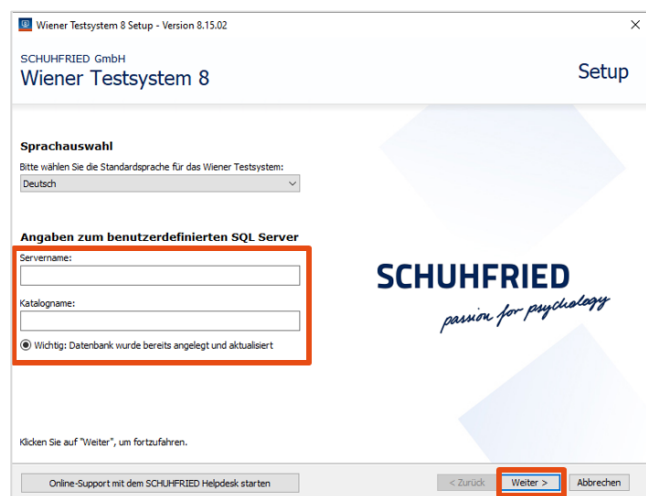 Wiener Testsystem 8 Setup - Version 8.15.02
SCHUHFRIED GmbH
Wiener Testsystem 8
Setup
Sprachauswahl
Bitte wählen Sie die Standardsprache für das Wiener Testsystem:
Deutsch
Angaben zum benutzerdefinierten SQL Server
Servername:
Katalogname:
Wichtig: Datenbank wurde bereits angelegt und aktualisiert
SCHUHFRIED
passion for psychology
Klicken Sie auf "Weiter", um fortzufahren.
Online-Support mit dem SCHUHFRIED Helpdesk starten
< Zurück
Weiter >
Abbrechen